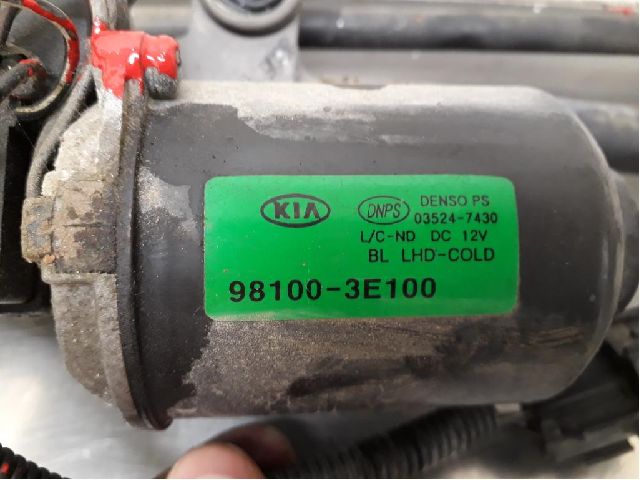 KIA
DNPS
DENSO PS
03524-7430
L/C-ND DC 12V
BL LHD-COLD
98100-3E100